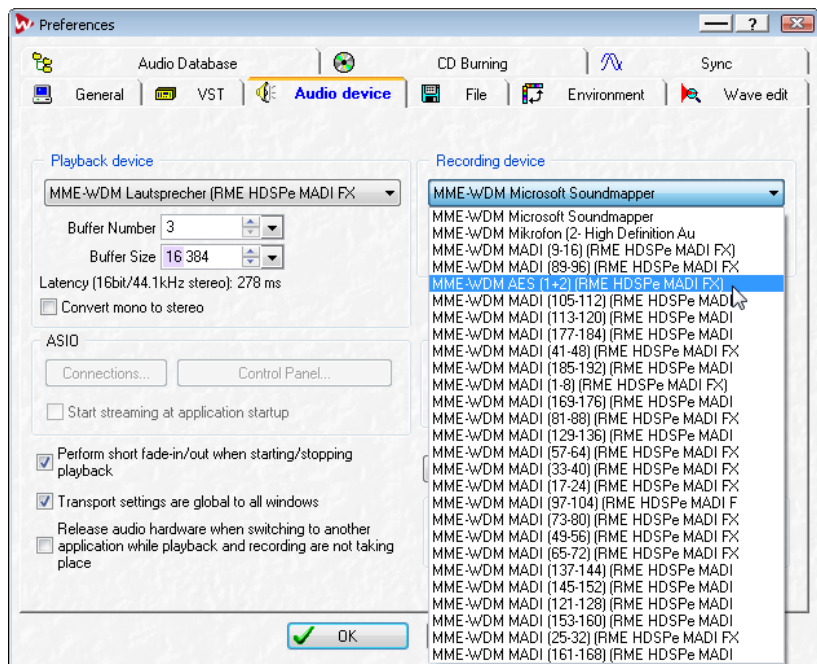 Preferences
?
Audio Database
CD Burning
Sync
General
VST
Audio device
File
Environment
Wave edit
Playback device
MME-WDM Lautsprecher (RME HDSPe MADI FX
Buffer Number 3
Buffer Size 16 384
Latency (16bit/44.1kHz stereo): 278 ms
Convert mono to stereo
ASIO
Connections...
Control Panel...
Start streaming at application startup
Perform short fade-in/out when starting/stopping
playback
Transport settings are global to all windows
Release audio hardware when switching to another
application while playback and recording are not taking
place
OK
Recording device
MME-WDM Microsoft Soundmapper
MME-WDM Microsoft Soundmapper
MME-WDM Mikrofon (2- High Definition Au
MME-WDM MADI (9-16) (RME HDSPe MADI FX)
MME-WDM MADI (89-96) (RME HDSPe MADI FX
MME-WDM AES (1+2) (RME HDSPe MADI FX)
MME-WDM MADI (105-112) (RME HDSPe MADI
MME-WDM MADI (113-120) (RME HDSPe MADI
MME-WDM MADI (177-184) (RME HDSPe MADI
MME-WDM MADI (41-48) (RME HDSPe MADI FX
MME-WDM MADI (185-192) (RME HDSPe MADI
MME-WDM MADI (1-8) (RME HDSPe MADI FX)
MME-WDM MADI (169-176) (RME HDSPe MADI
MME-WDM MADI (81-88) (RME HDSPe MADI FX
MME-WDM MADI (129-136) (RME HDSPe MADI
MME-WDM MADI (57-64) (RME HDSPe MADI FX
MME-WDM MADI (33-40) (RME HDSPe MADI FX
MME-WDM MADI (17-24) (RME HDSPe MADI FX
MME-WDM MADI (97-104) (RME HDSPe MADI F
MME-WDM MADI (73-80) (RME HDSPe MADI FX
MME-WDM MADI (49-56) (RME HDSPe MADI FX
MME-WDM MADI (65-72) (RME HDSPe MADI FX
MME-WDM MADI (137-144) (RME HDSPe MADI
MME-WDM MADI (145-152) (RME HDSPe MADI
MME-WDM MADI (121-128) (RME HDSPe MADI
MME-WDM MADI (153-160) (RME HDSPe MADI
MME-WDM MADI (25-32) (RME HDSPe MADI FX
MME-WDM MADI (161-168) (RME HDSPe MADI